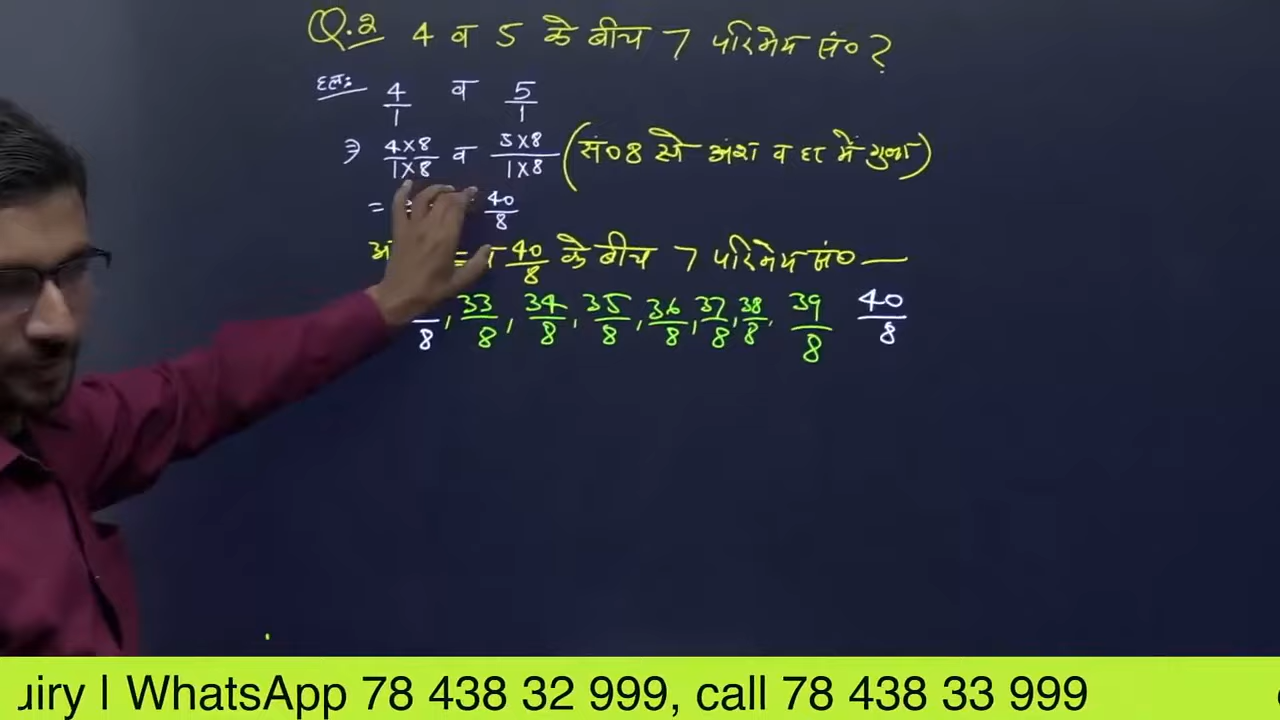 Q.2 4 व 5 के बीच 7 परिमेय सं० ?
हलः 4/1 व 5/1
⇒ 4×8/1×8 व 5×8/1×8 (सं० 8 से अंश व हर में गुणा)
= 40/8
अ = व 40/8 के बीच 7 परिमेय सं० —
/8, 33/8, 34/8, 35/8, 36/8, 37/8, 38/8, 39/8 40/8
uiry | WhatsApp 78 438 32 999, call 78 438 33 999